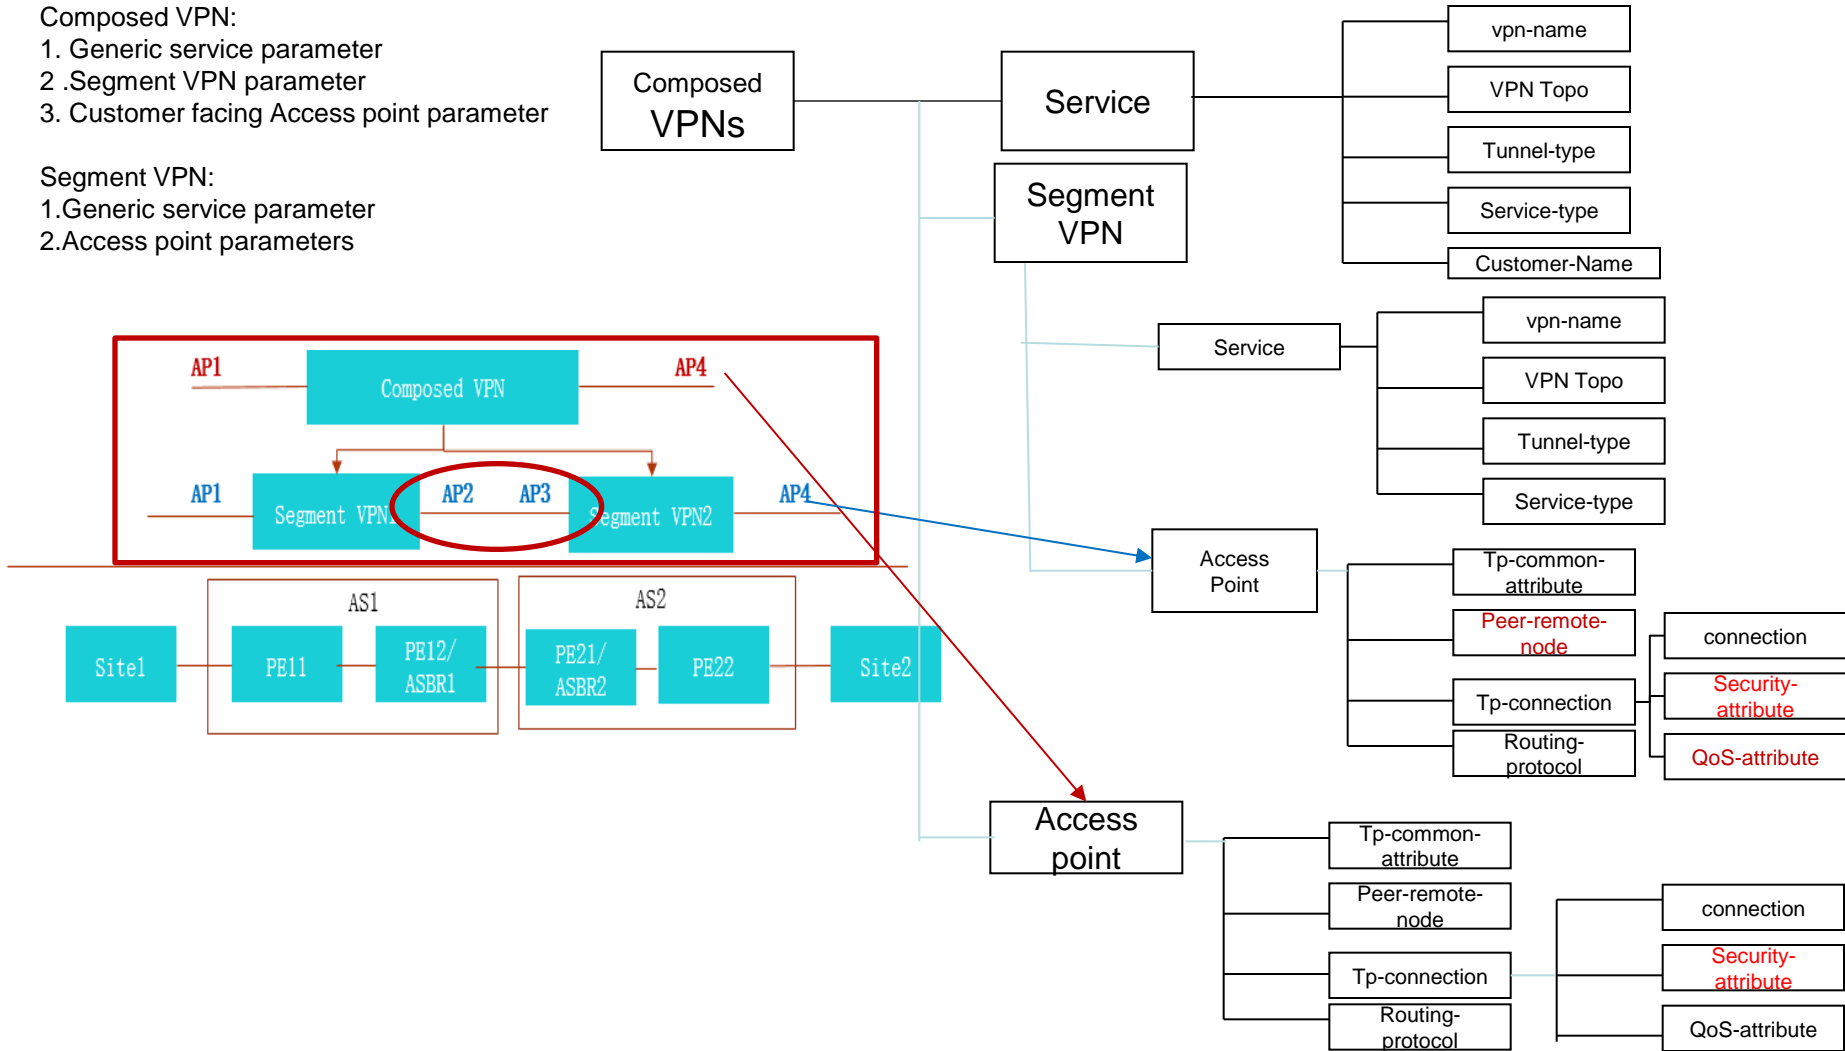 Composed VPN:
1. Generic service parameter
2 .Segment VPN parameter
3. Customer facing Access point parameter
Segment VPN:
1.Generic service parameter
2.Access point parameters
Composed
VPNs
Service
vpn-name
VPN Topo
Tunnel-type
Service-type
Customer-Name
Segment
VPN
Service
vpn-name
VPN Topo
Tunnel-type
Service-type
AP1
Composed VPN
AP4
AP1
Segment VPN1
AP2
AP3
Segment VPN2
AP4
AS1
AS2
Site1
PE11
PE12/
ASBR1
PE21/
ASBR2
PE22
Site2
Access
Point
Tp-common-
attribute
Peer-remote-
node
Tp-connection
Routing-
protocol
connection
Security-
attribute
QoS-attribute
Access
point
Tp-common-
attribute
Peer-remote-
node
Tp-connection
Routing-
protocol
connection
Security-
attribute
QoS-attribute